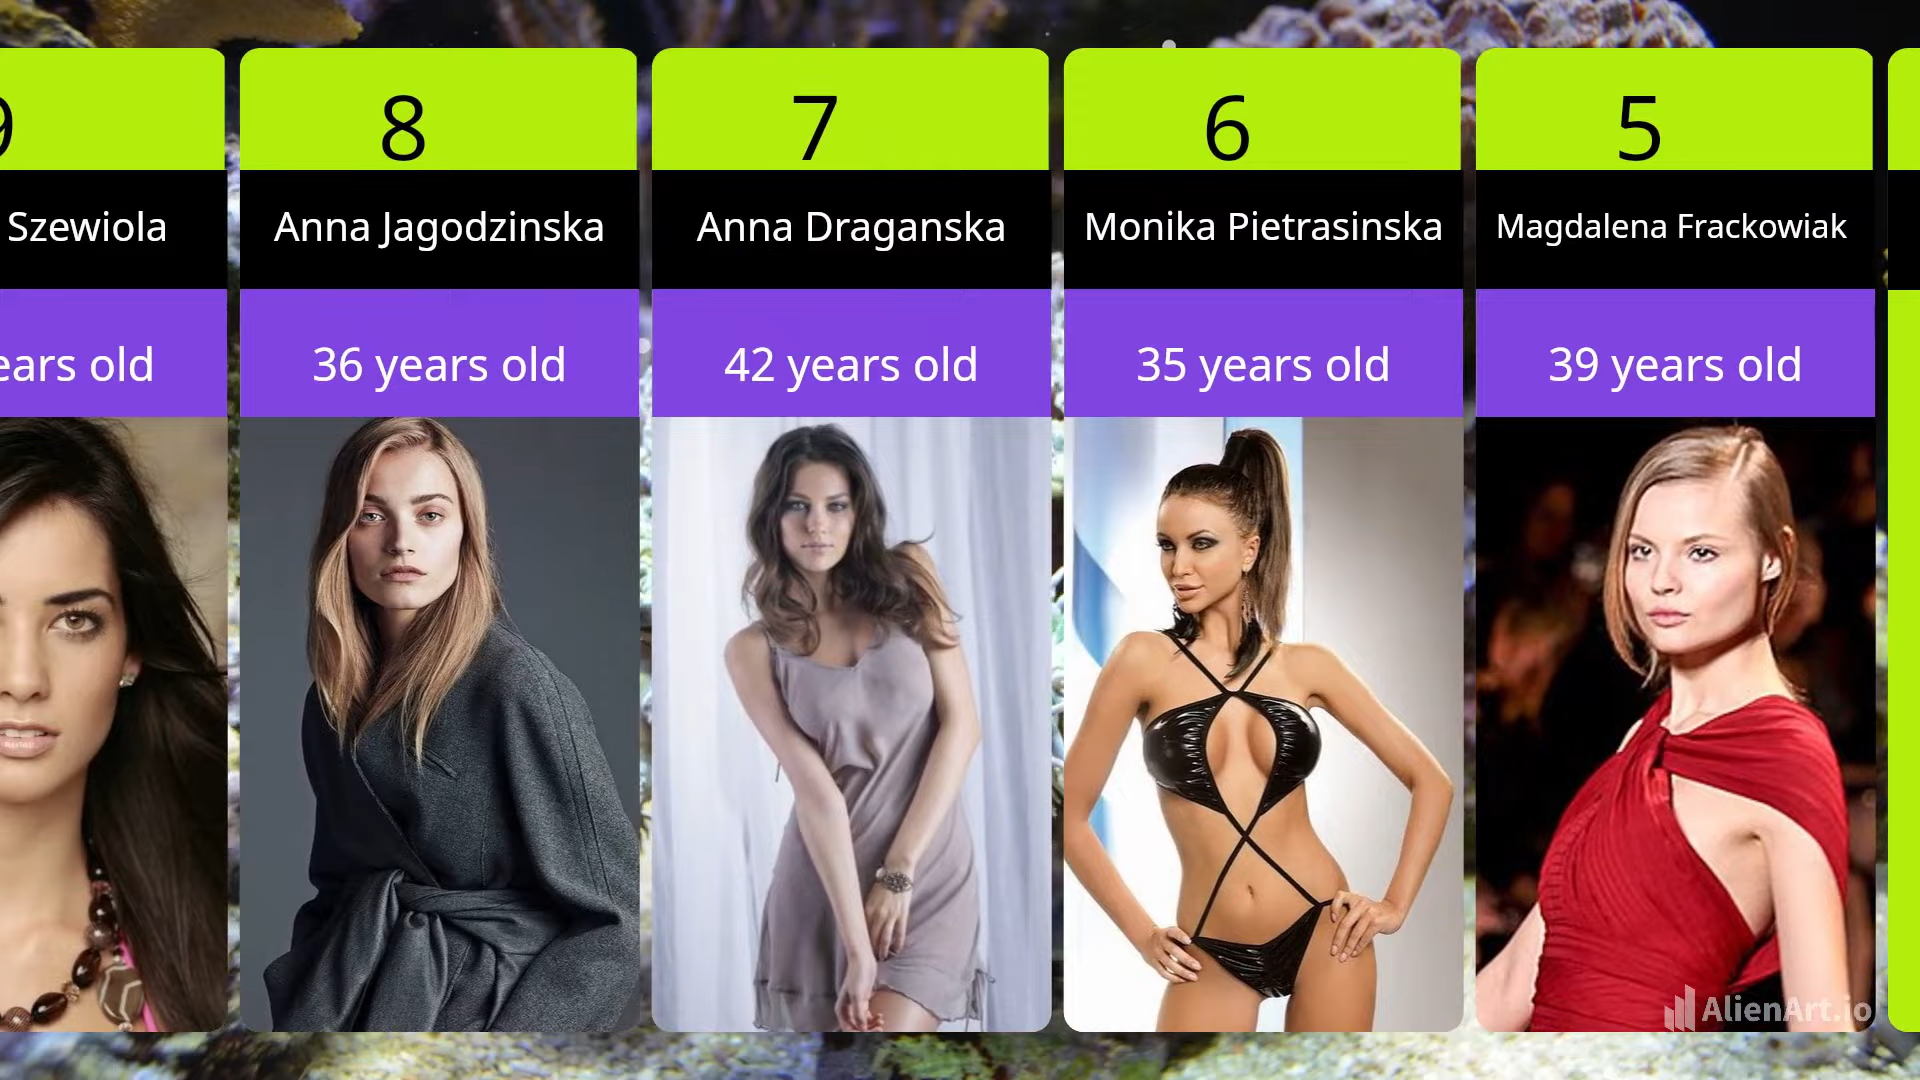 9
Szewiola
ears old
8
Anna Jagodzinska
36 years old
7
Anna Draganska
42 years old
6
Monika Pietrasinska
35 years old
5
Magdalena Frackowiak
39 years old
AlienArt.io